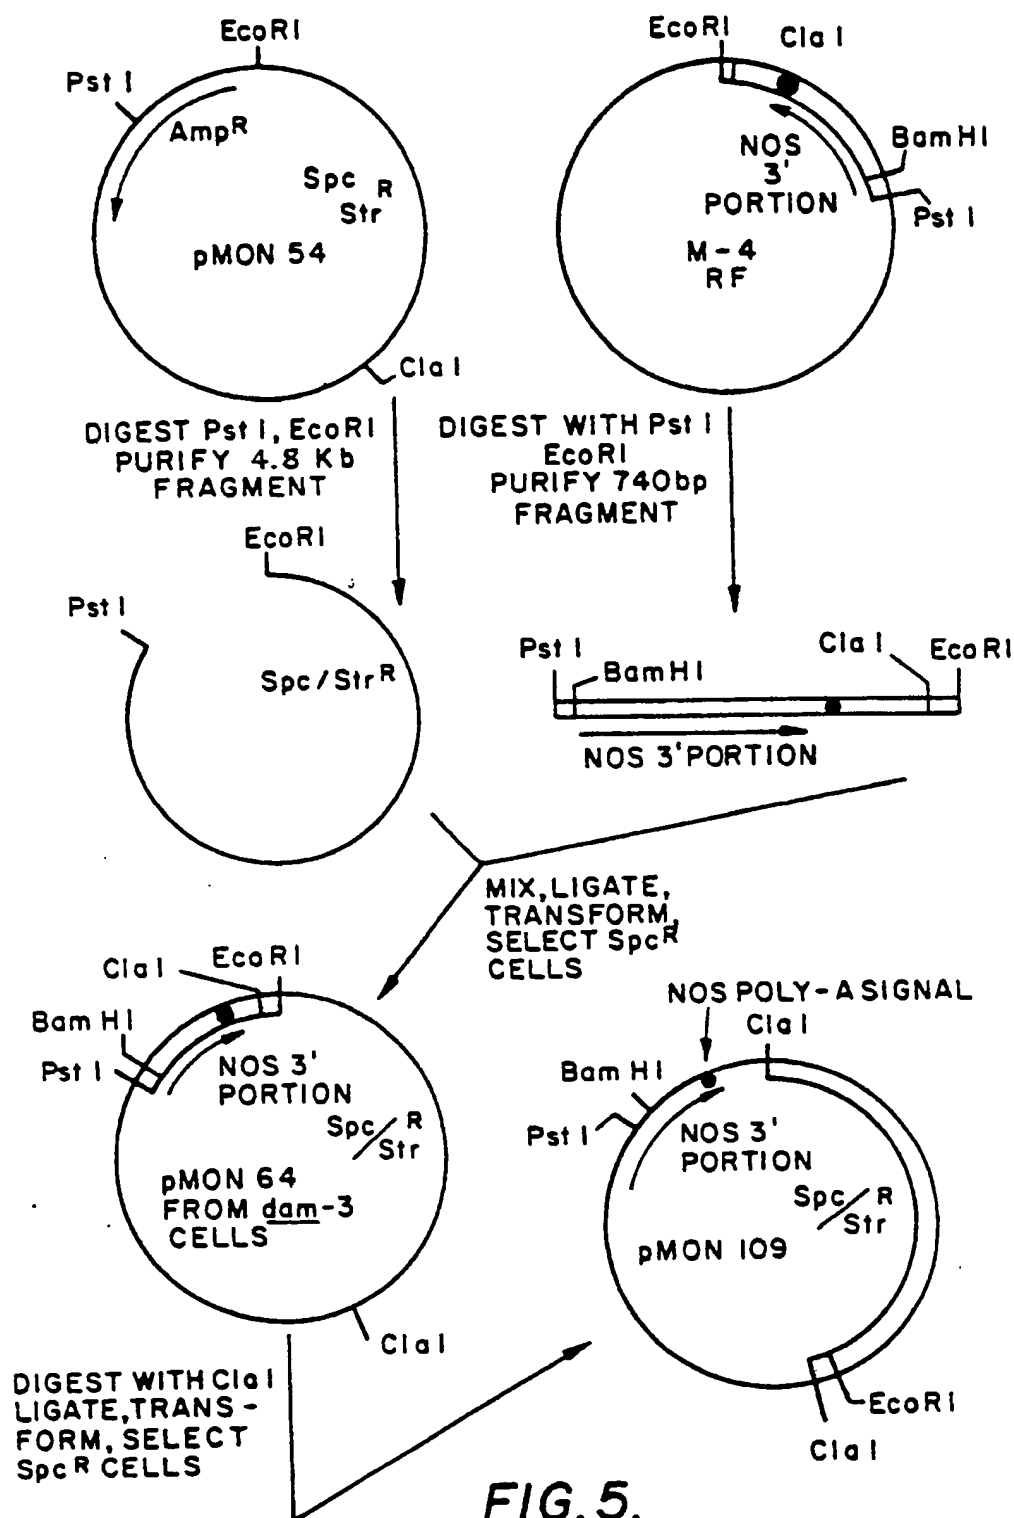 EcoRI
Pst I
AmpR
Spc R
Str
pMON 54
Cla I
EcoRI
Cla I
NOS
3'
PORTION
BamHI
Pst I
M-4
RF
DIGEST Pst I, EcoRI
PURIFY 4.8 Kb
FRAGMENT
DIGEST WITH Pst I
EcoRI
PURIFY 740bp
FRAGMENT
EcoRI
Pst I
Spc/StrR
Pst I
BamHI
Cla I
EcoRI
NOS 3' PORTION
MIX, LIGATE,
TRANSFORM,
SELECT SpcR
CELLS
Cla I
EcoRI
BamHI
Pst I
NOS 3'
PORTION
Spc/Str R
pMON 64
FROM dam-3
CELLS
Cla I
NOS POLY-A SIGNAL
Cla I
BamHI
Pst I
NOS 3'
PORTION
Spc/Str R
pMON 109
EcoRI
Cla I
DIGEST WITH Cla I
LIGATE, TRANS-
FORM, SELECT
SpcR CELLS
FIG. 5.